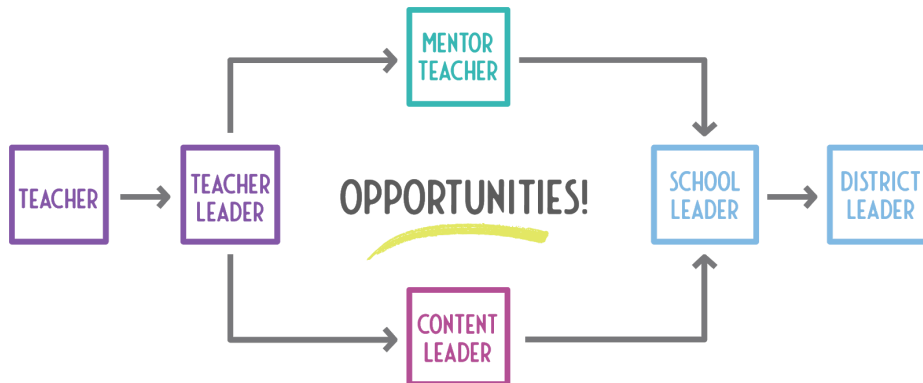 MENTOR
TEACHER
TEACHER
TEACHER
LEADER
OPPORTUNITIES!
SCHOOL
LEADER
DISTRICT
LEADER
CONTENT
LEADER